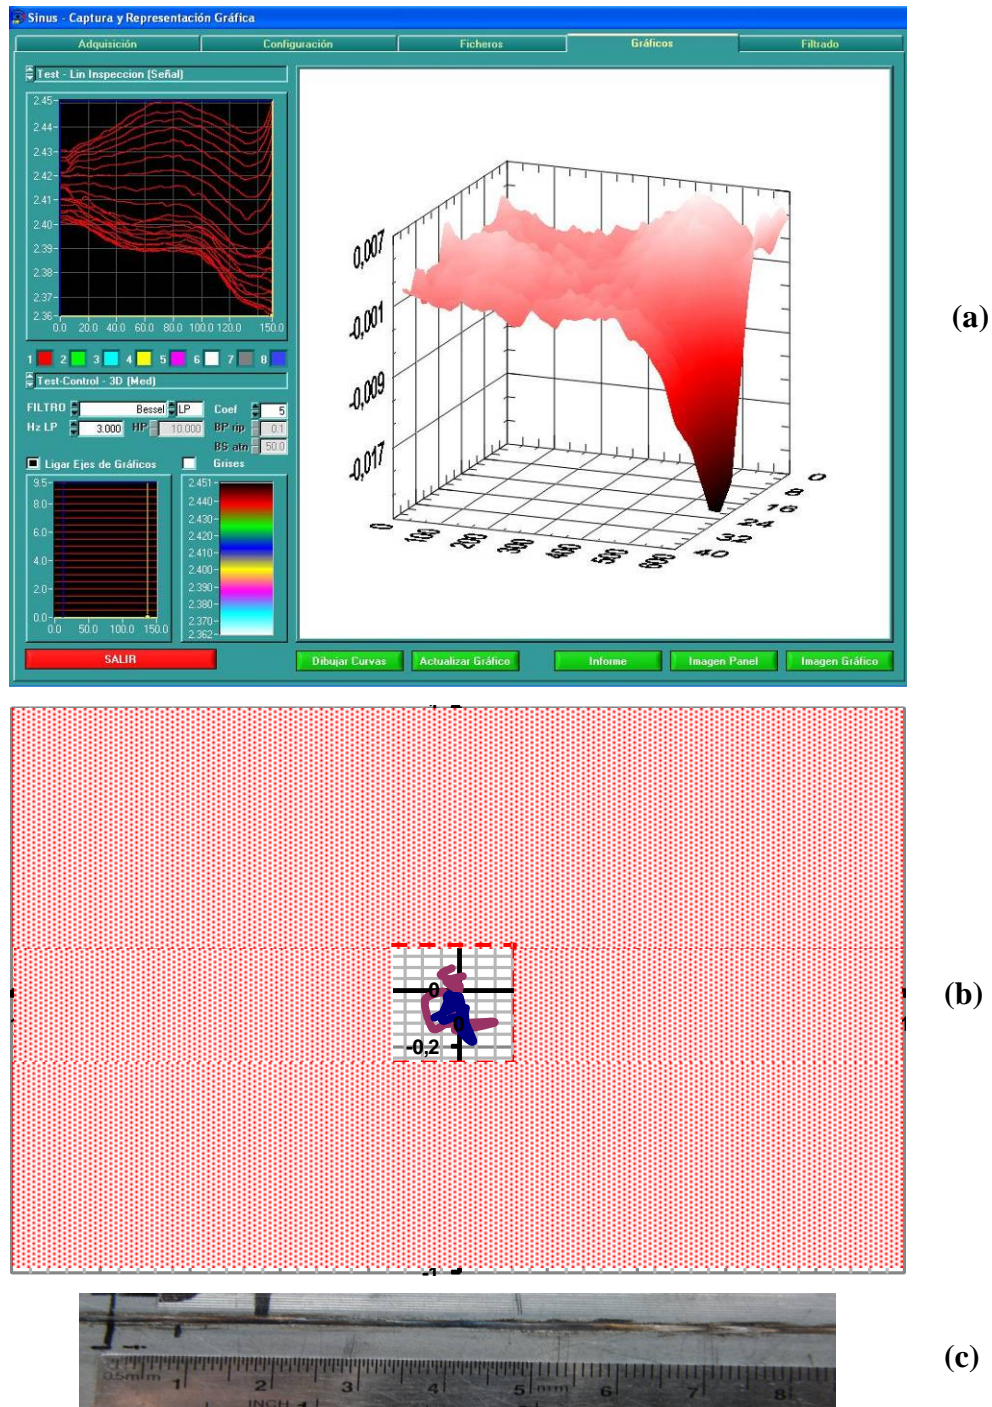 Sinus - Captura y Representación Gráfica
Adquisición Configuración Ficheros Gráficos Filtrado
Test - Lin Inspeccion (Señal)
2.45
2.44
2.43
2.42
2.41
2.40
2.39
2.38
2.37
2.36
0.0 20.0 40.0 60.0 80.0 100.0 120.0 150.0
1 2 3 4 5 6 7 8
Test-Control - 3D (Med)
FILTRO Bessel LP Coef 5
Hz LP 3.000 HP 10.000 BP rip 0.1
BS atn 50.0
Ligar Ejes de Gráficos Grises
9.5
8.0
6.0
4.0
2.0
0.0
0.0 50.0 100.0 150.0
2.451
2.440
2.430
2.420
2.410
2.400
2.390
2.380
2.370
2.362
0,007
-0,001
-0,009
-0,017
0 100 200 300 400 500 600
0
8
16
24
32
40
SALIR Dibujar Curvas Actualizar Gráfico Informe Imagen Panel Imagen Gráfico
(a)
0
0
-0,2
-1
(b)
0.5mm 1 2 3 4 5 mm 6 7 8
INCH 1
(c)